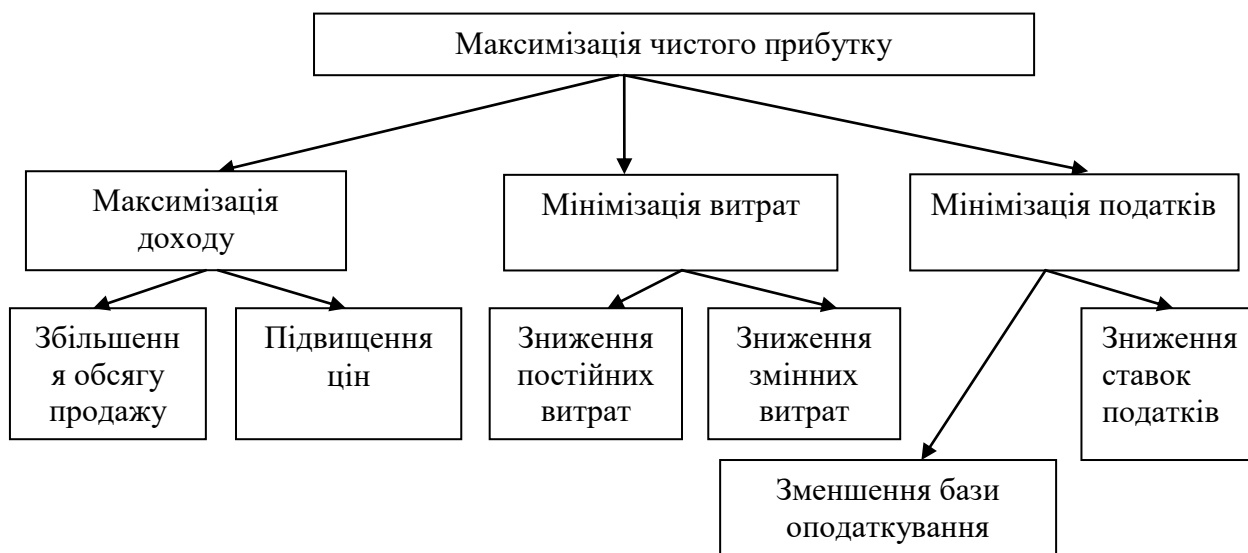 Максимізація чистого прибутку
Максимізація
доходу
Мінімізація витрат
Мінімізація податків
Збільшенн
я обсягу
продажу
Підвищення
цін
Зниження
постійних
витрат
Зниження
змінних
витрат
Зниження
ставок
податків
Зменшення бази
оподаткування